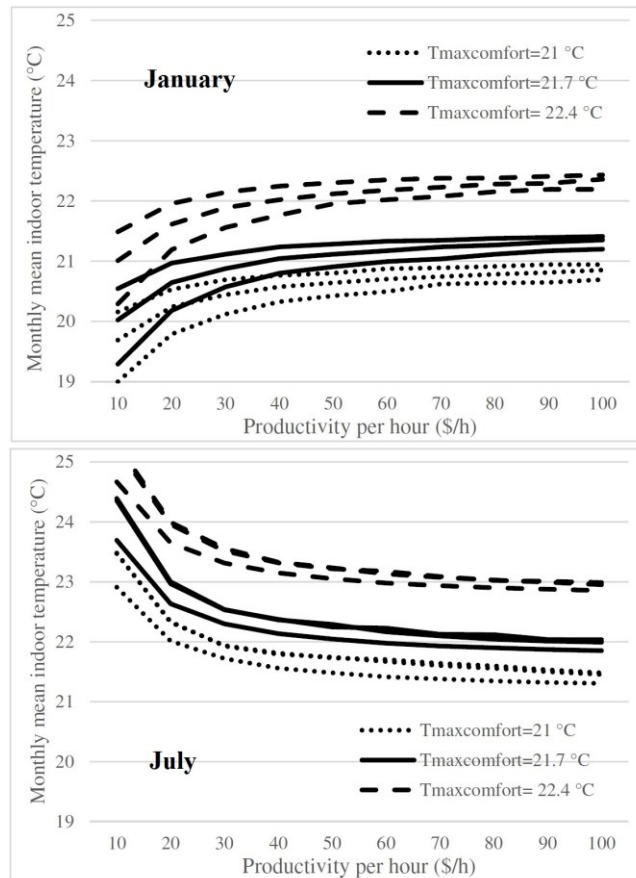 25
24
23
22
21
20
19
Monthly mean indoor temperature (°C)
January
Tmaxcomfort=21 °C
Tmaxcomfort=21.7 °C
Tmaxcomfort= 22.4 °C
10 20 30 40 50 60 70 80 90 100
Productivity per hour ($/h)
25
24
23
22
21
20
19
Monthly mean indoor temperature (°C)
July
Tmaxcomfort=21 °C
Tmaxcomfort=21.7 °C
Tmaxcomfort= 22.4 °C
10 20 30 40 50 60 70 80 90 100
Productivity per hour ($/h)